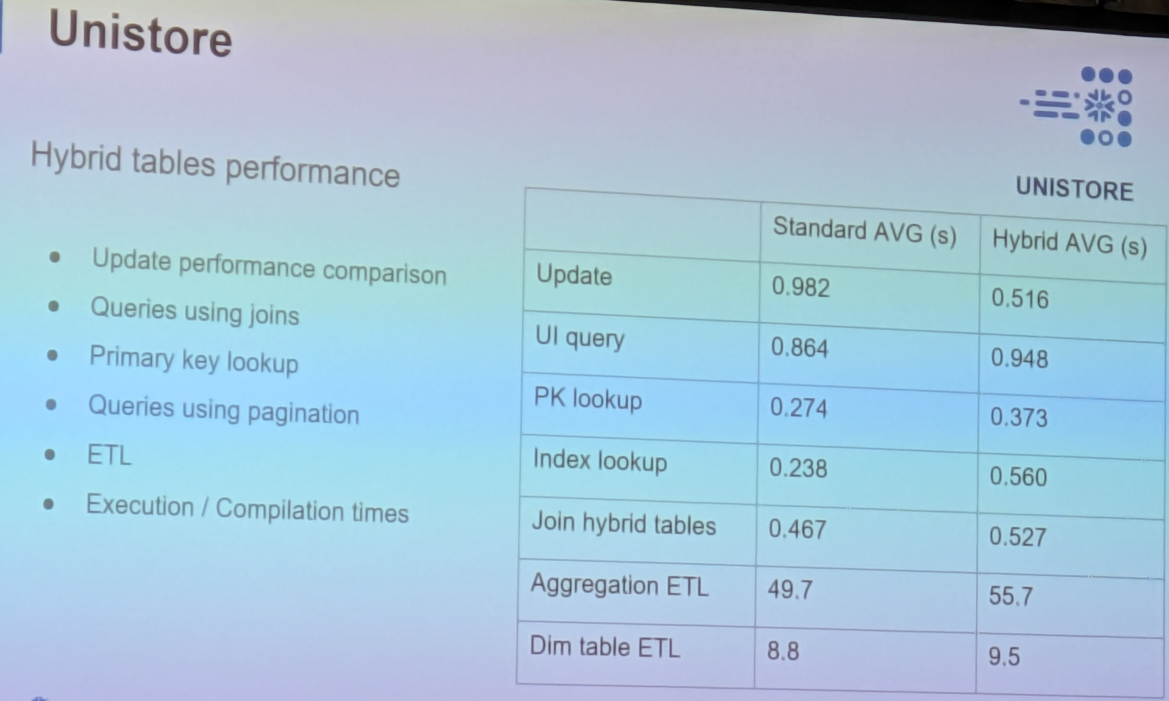 Unistore
Hybrid tables performance
• Update performance comparison
• Queries using joins
• Primary key lookup
• Queries using pagination
• ETL
• Execution / Compilation times
UNISTORE
Standard AVG (s) Hybrid AVG (s)
Update 0.982 0.516
UI query 0.864 0.948
PK lookup 0.274 0.373
Index lookup 0.238 0.560
Join hybrid tables 0.467 0.527
Aggregation ETL 49.7 55.7
Dim table ETL 8.8 9.5